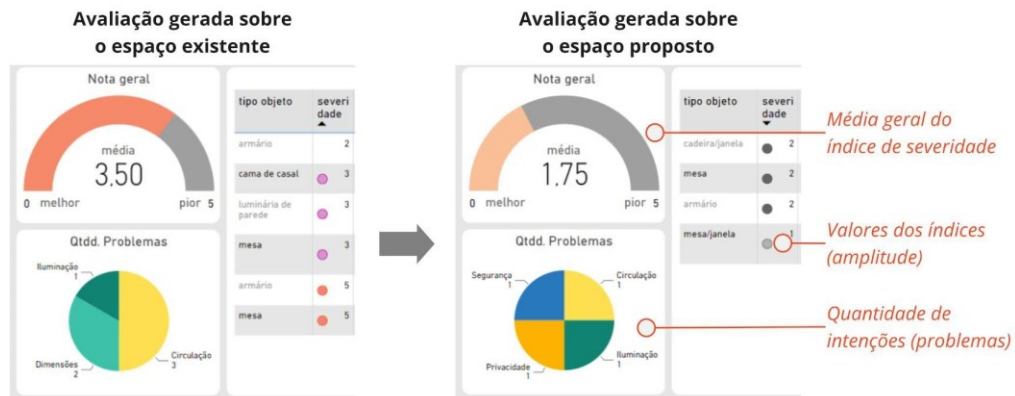 Avaliação gerada sobre
o espaço existente
Nota geral
média
3,50
0 melhor
pior 5
tipo objeto
severi
dade
armário 2
cama de casal 3
luminária de
parede 3
mesa 3
armário 5
mesa 5
Qtdd. Problemas
Iluminação
1
Dimensões
2
Circulação
3
Avaliação gerada sobre
o espaço proposto
Nota geral
média
1,75
0 melhor
pior 5
tipo objeto
severi
dade
cadeira/janela 2
mesa 2
armário 2
mesa/janela 1
Qtdd. Problemas
Segurança
1
Circulação
1
Privacidade
1
Iluminação
1
Média geral do
índice de severidade
Valores dos índices
(amplitude)
Quantidade de
intenções (problemas)